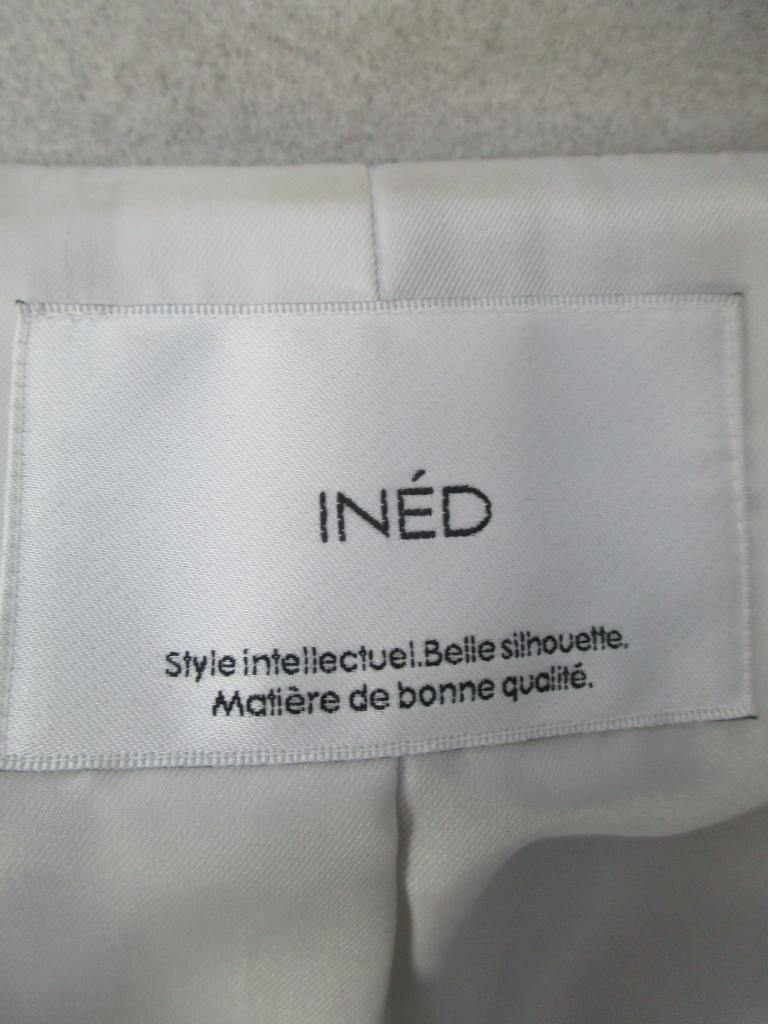 INÉD
Style intellectuel.Belle silhouette.
Matière de bonne qualité.